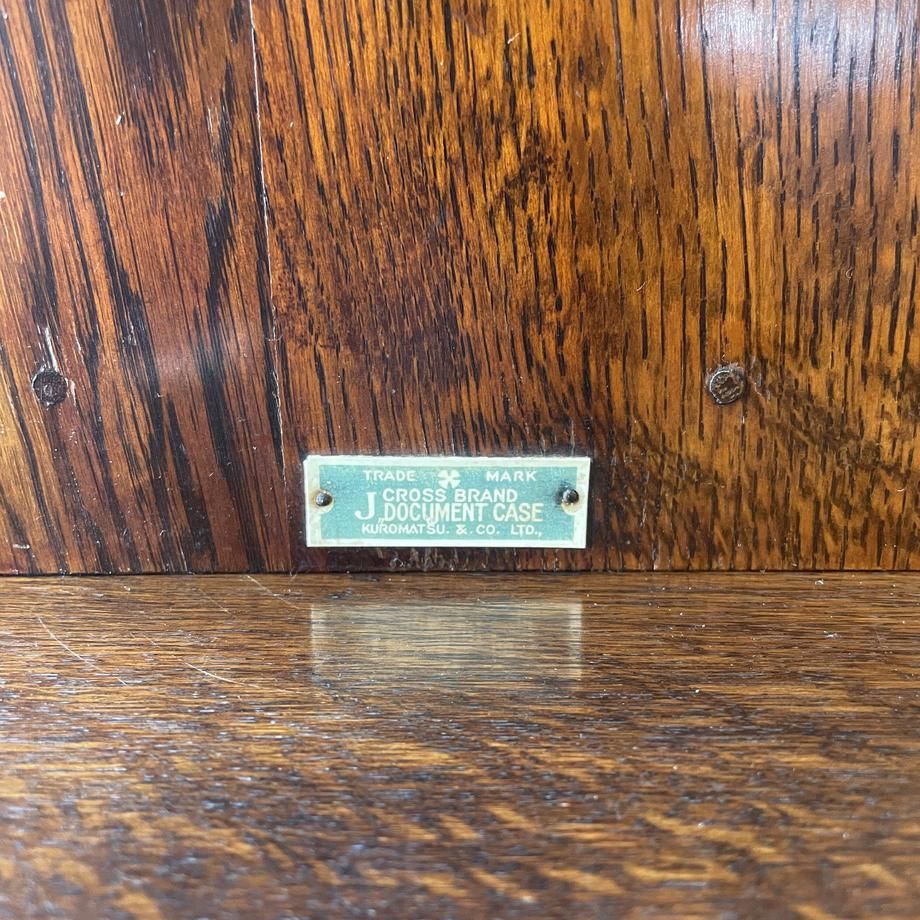 TRADE MARK
CROSS BRAND
J „DOCUMENT CASE
KUROMATSU. & CO. LTD.,